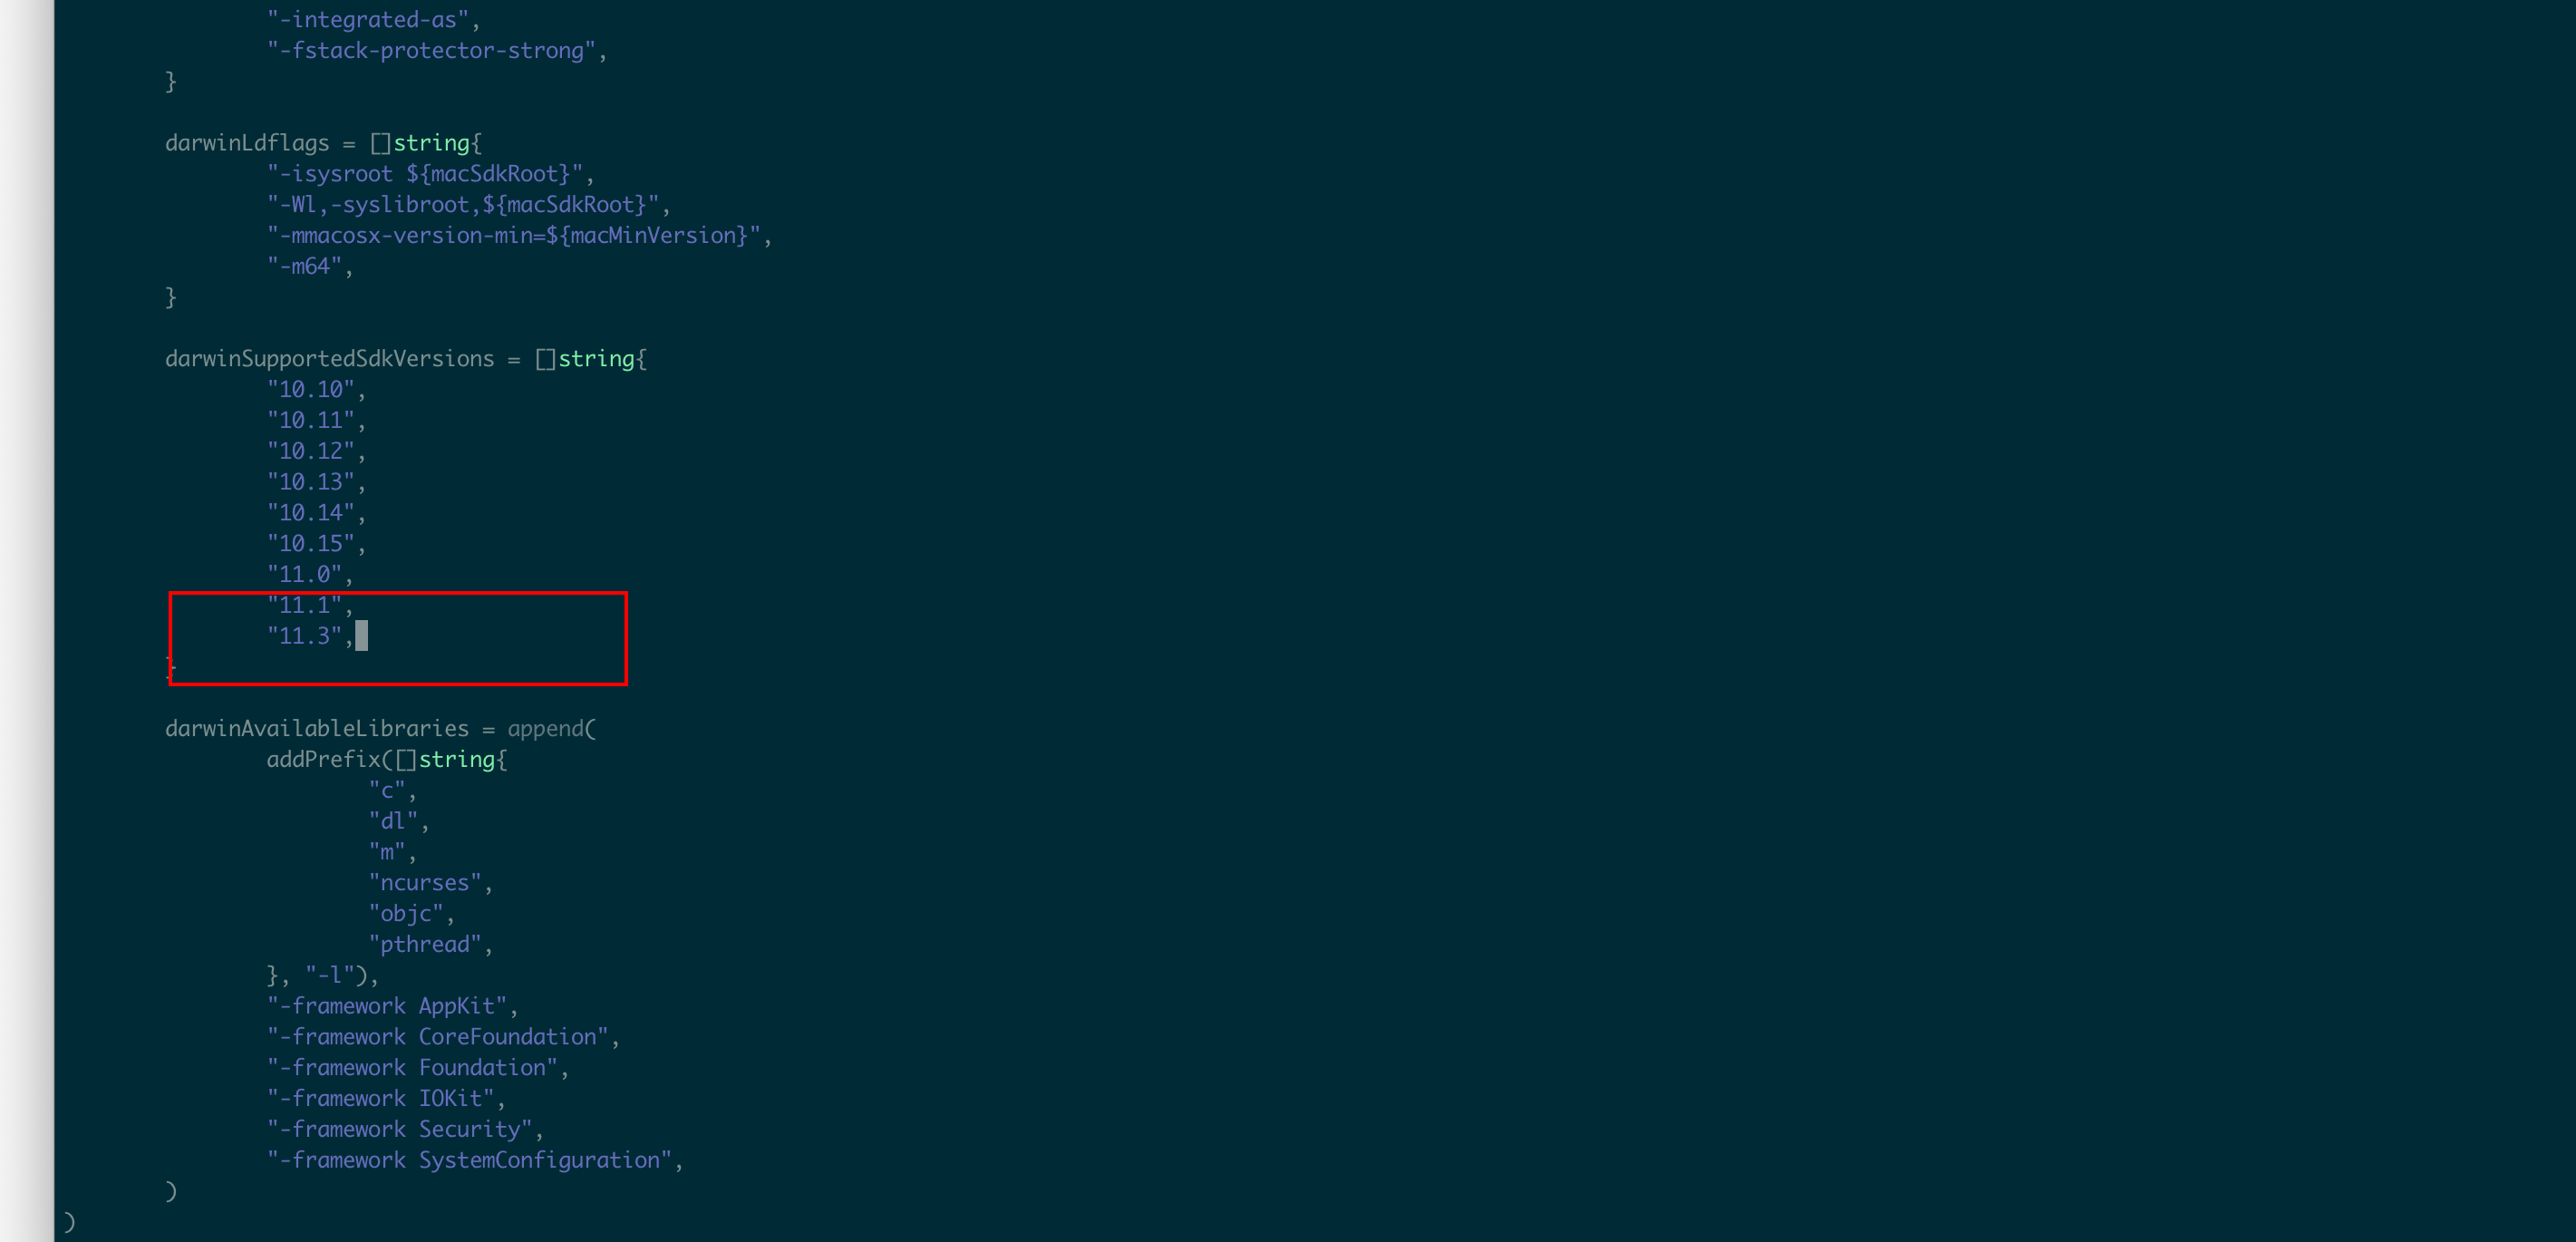 "-integrated-as",
"-fstack-protector-strong",
}
darwinLdflags = []string{
"-isysroot ${macSdkRoot}",
"-Wl,-syslibroot,${macSdkRoot}",
"-mmacosx-version-min=${macMinVersion}",
"-m64",
}
darwinSupportedSdkVersions = []string{
"10.10",
"10.11",
"10.12",
"10.13",
"10.14",
"10.15",
"11.0",
"11.1",
"11.3",
}
darwinAvailableLibraries = append(
addPrefix([]string{
"c",
"dl",
"m",
"ncurses",
"objc",
"pthread",
}, "-l"),
"-framework AppKit",
"-framework CoreFoundation",
"-framework Foundation",
"-framework IOKit",
"-framework Security",
"-framework SystemConfiguration",
)
)